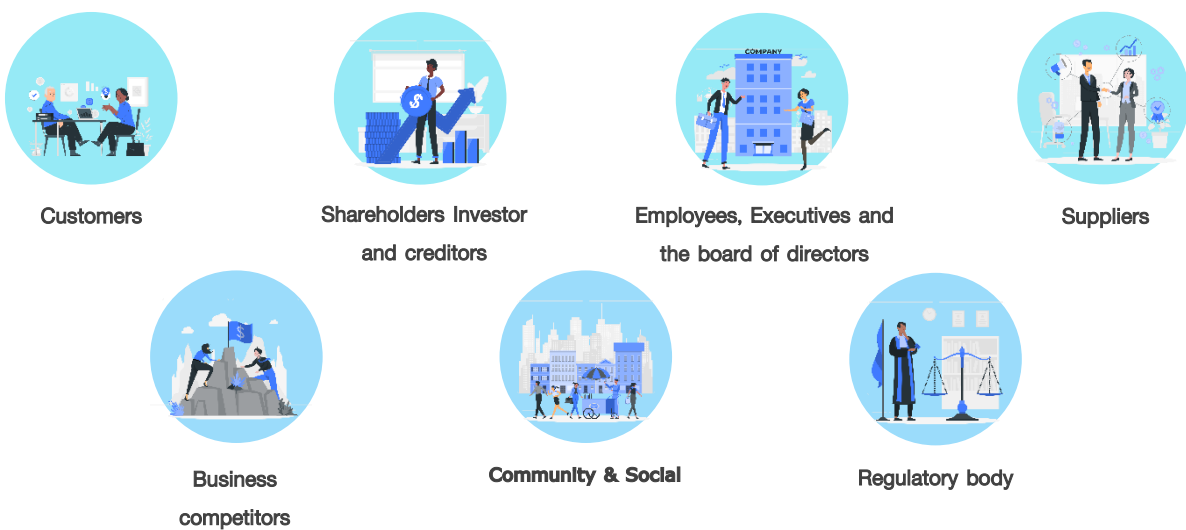 COMPANY
Customers
Shareholders Investor
and creditors
Employees, Executives and
the board of directors
Suppliers
Business
competitors
Community & Social
Regulatory body